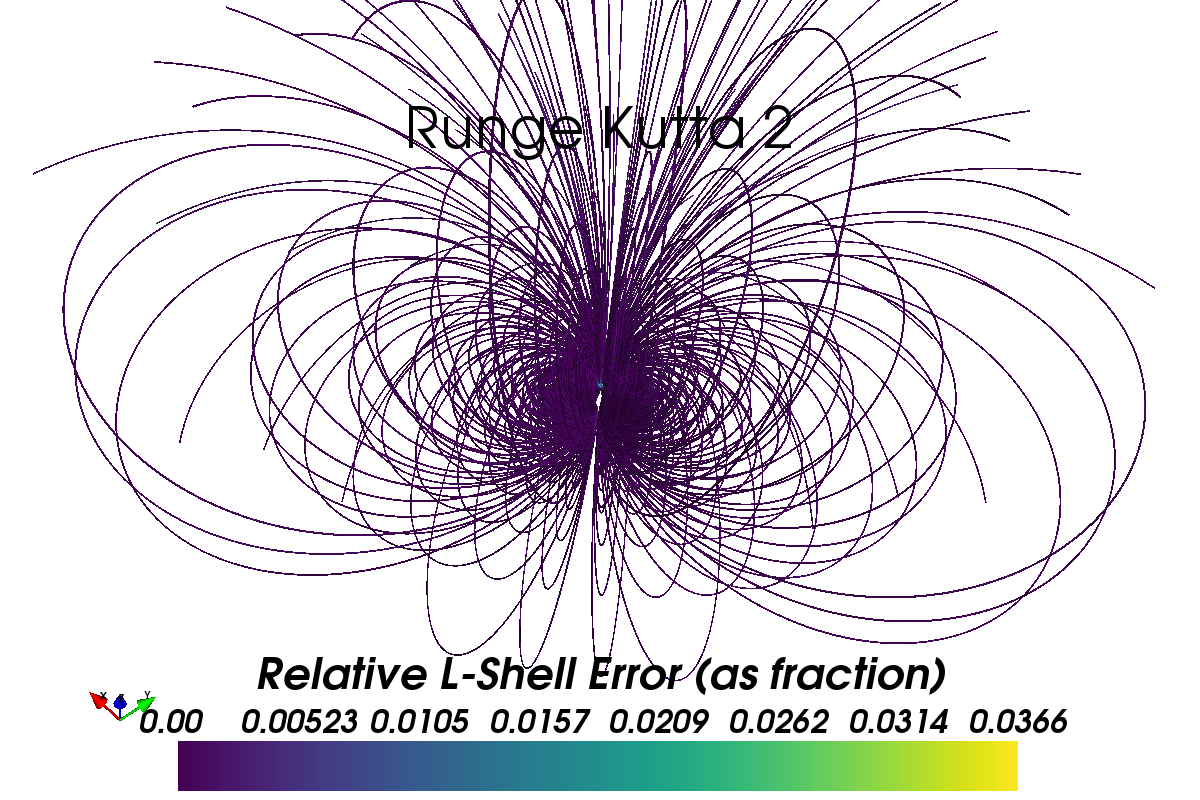 Runge Kutta 2
Relative L-Shell Error (as fraction)
X Z Y
0.00 0.00523 0.0105 0.0157 0.0209 0.0262 0.0314 0.0366